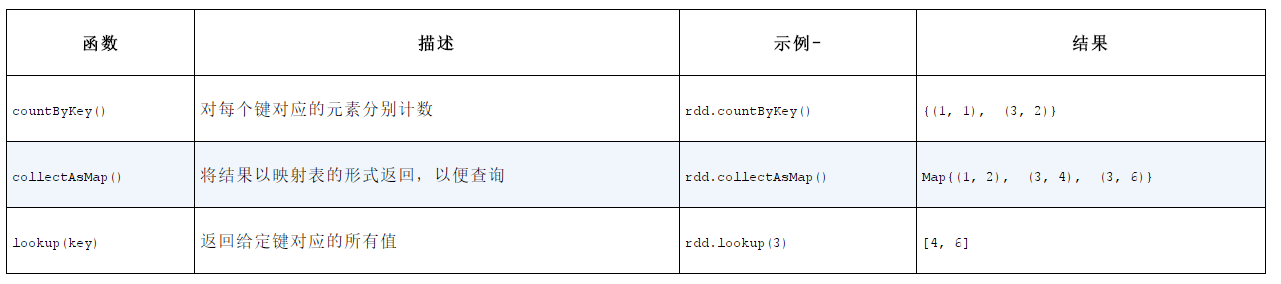 函数 描述 示例- 结果
countByKey() 对每个键对应的元素分别计数 rdd.countByKey() {(1, 1), (3, 2)}
collectAsMap() 将结果以映射表的形式返回，以便查询 rdd.collectAsMap() Map{(1, 2), (3, 4), (3, 6)}
lookup(key) 返回给定键对应的所有值 rdd.lookup(3) [4, 6]